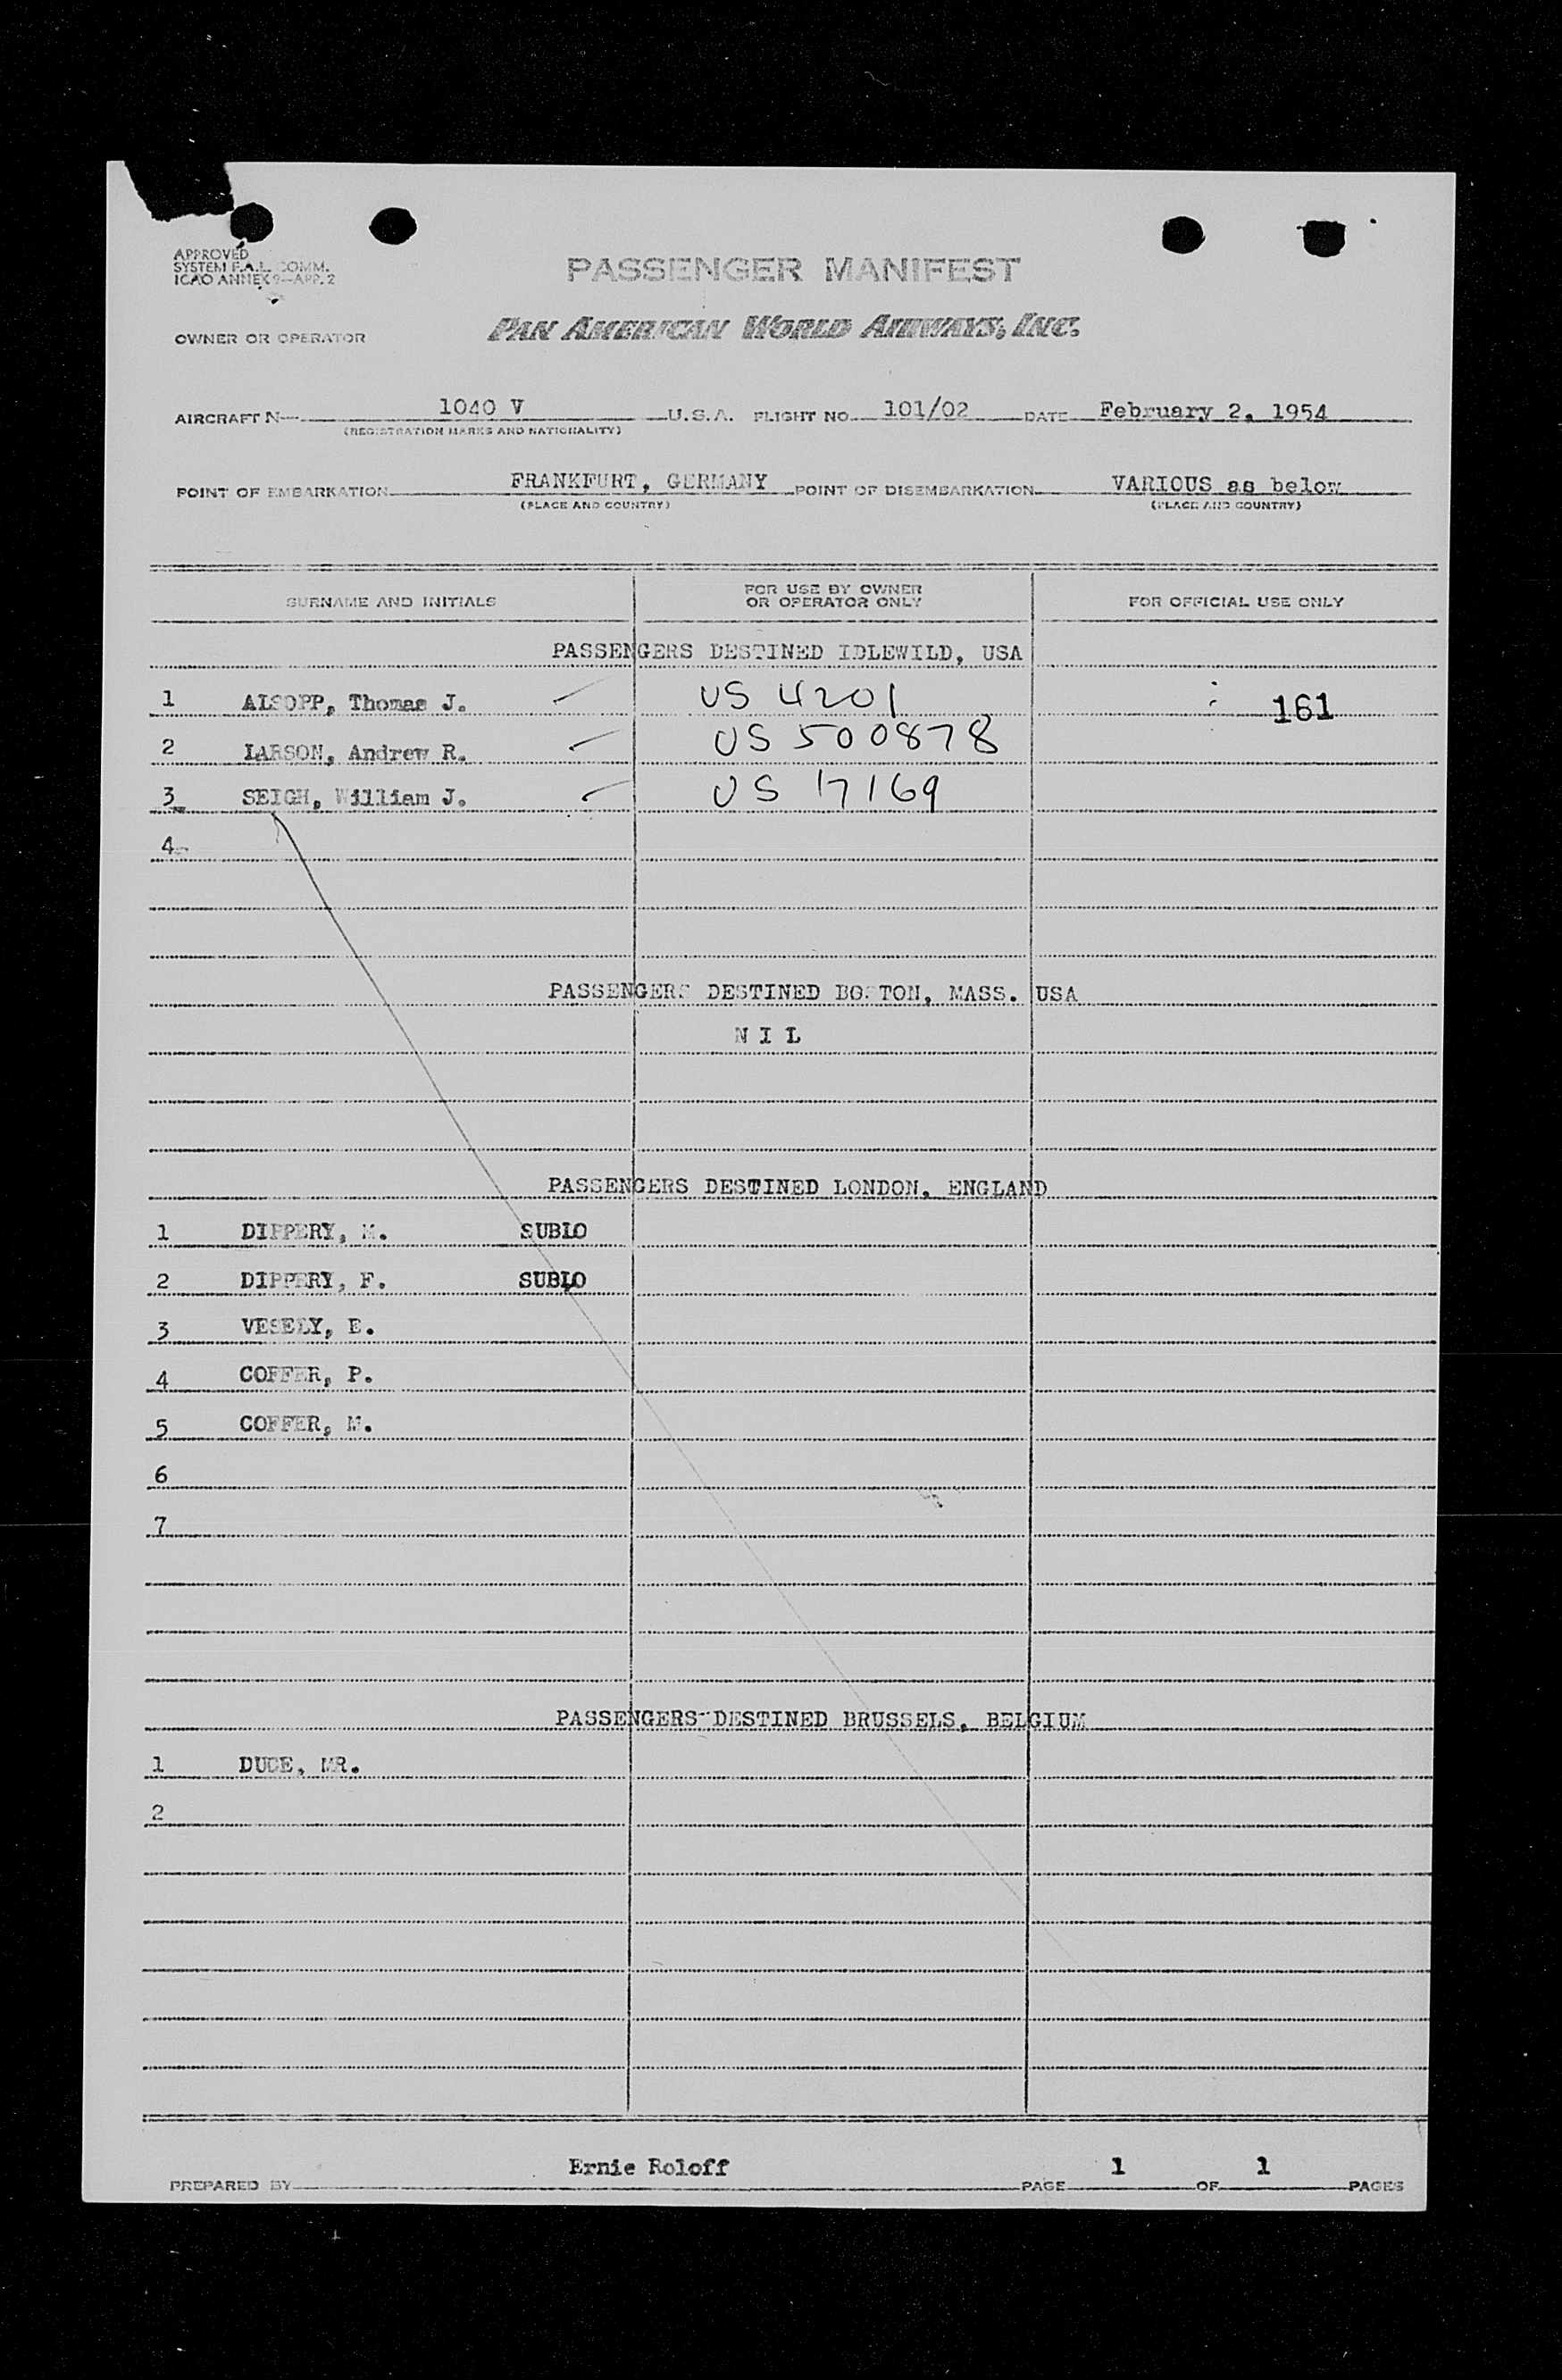 APPROVED
SYSTEM F.A.L. COMM.
ICAO ANNEX 9—APP. 2
PASSENGER MANIFEST
OWNER OR OPERATOR PAN AMERICAN WORLD AIRWAYS, INC.
AIRCRAFT N— 1040 V U.S.A. FLIGHT NO. 101/02 DATE February 2, 1954
(REGISTRATION MARKS AND NATIONALITY)
POINT OF EMBARKATION FRANKFURT, GERMANY POINT OF DISEMBARKATION VARIOUS as below
(PLACE AND COUNTRY) (PLACE AND COUNTRY)
SURNAME AND INITIALS FOR USE BY OWNER OR OPERATOR ONLY FOR OFFICIAL USE ONLY
PASSENGERS DESTINED IDLEWILD, USA
1 ALSOPP, Thomas J. US 4201 161
2 LARSON, Andrew R. US 500878
3 SEIGH, William J. US 17169
4
PASSENGERS DESTINED BOSTON, MASS. USA
N I L
PASSENGERS DESTINED LONDON, ENGLAND
1 DIPPERY, M. SUBLO
2 DIPPERY, F. SUBLO
3 VESELY, E.
4 COFFER, P.
5 COFFER, M.
6
7
PASSENGERS DESTINED BRUSSELS, BELGIUM
1 MR.
2
PREPARED BY Ernie Roloff PAGE 1 OF 1 PAGES